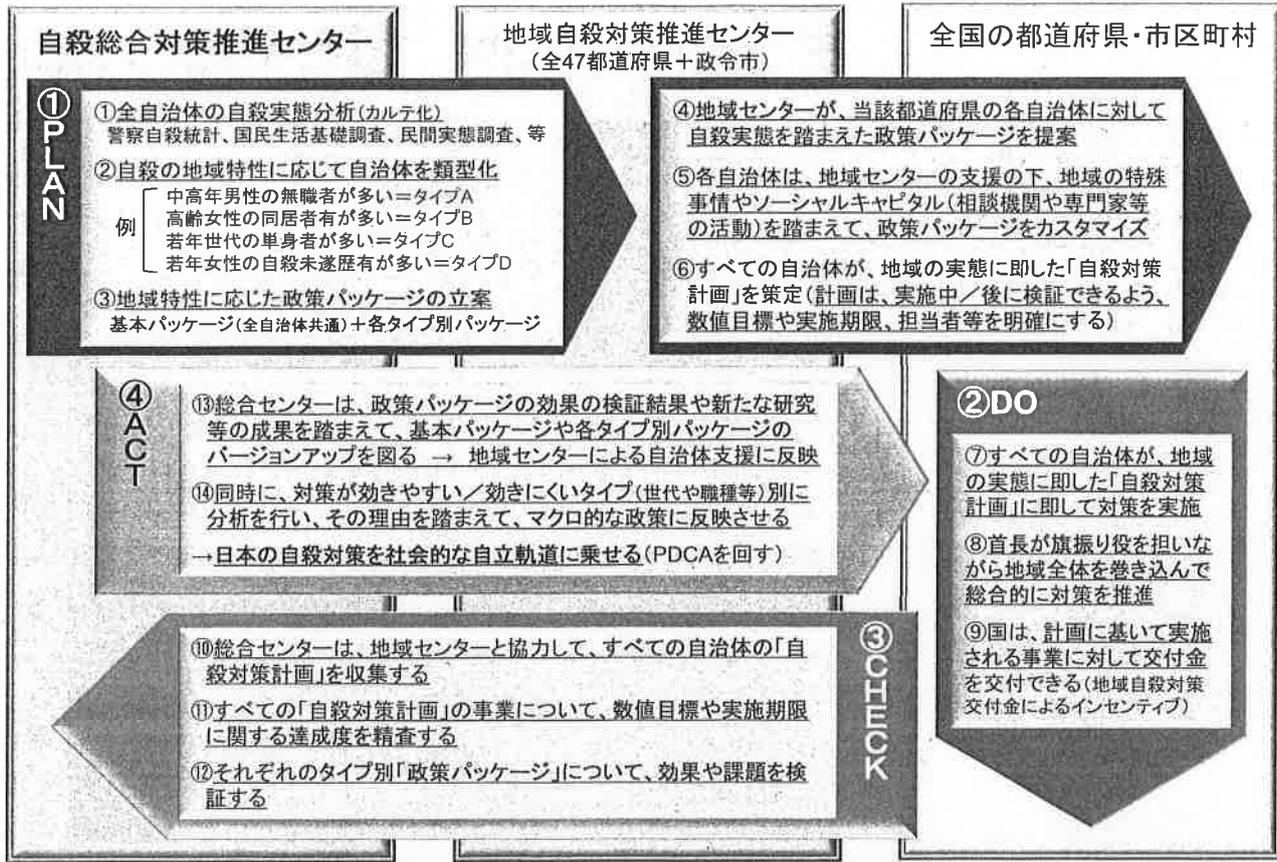 自殺総合対策推進センター
地域自殺対策推進センター
(全47都道府県＋政令市)
全国の都道府県・市区町村
①PLAN
①全自治体の自殺実態分析(カルテ化)
警察自殺統計、国民生活基礎調査、民間実態調査、等
②自殺の地域特性に応じて自治体を類型化
例
中高年男性の無職者が多い＝タイプA
高齢女性の同居者有が多い＝タイプB
若年世代の単身者が多い＝タイプC
若年女性の自殺未遂歴有が多い＝タイプD
③地域特性に応じた政策パッケージの立案
基本パッケージ(全自治体共通)＋各タイプ別パッケージ
④地域センターが、当該都道府県の各自治体に対して
自殺実態を踏まえた政策パッケージを提案
⑤各自治体は、地域センターの支援の下、地域の特殊
事情やソーシャルキャピタル(相談機関や専門家等
の活動)を踏まえて、政策パッケージをカスタマイズ
⑥すべての自治体が、地域の実態に即した「自殺対策
計画」を策定(計画は、実施中／後に検証できるよう、
数値目標や実施期限、担当者等を明確にする)
②DO
⑦すべての自治体が、地域
の実態に即した「自殺対策
計画」に即して対策を実施
⑧首長が旗振り役を担いな
がら地域全体を巻き込んで
総合的に対策を推進
⑨国は、計画に基いて実施
される事業に対して交付金
を交付できる(地域自殺対策
交付金によるインセンティブ)
③CHECK
⑩総合センターは、地域センターと協力して、すべての自治体の「自
殺対策計画」を収集する
⑪すべての「自殺対策計画」の事業について、数値目標や実施期限
に関する達成度を精査する
⑫それぞれのタイプ別「政策パッケージ」について、効果や課題を検
証する
④ACT
⑬総合センターは、政策パッケージの効果の検証結果や新たな研究
等の成果を踏まえて、基本パッケージや各タイプ別パッケージの
バージョンアップを図る → 地域センターによる自治体支援に反映
⑭同時に、対策が効きやすい／効きにくいタイプ(世代や職種等)別に
分析を行い、その理由を踏まえて、マクロ的な政策に反映させる
→日本の自殺対策を社会的な自立軌道に乗せる(PDCAを回す)